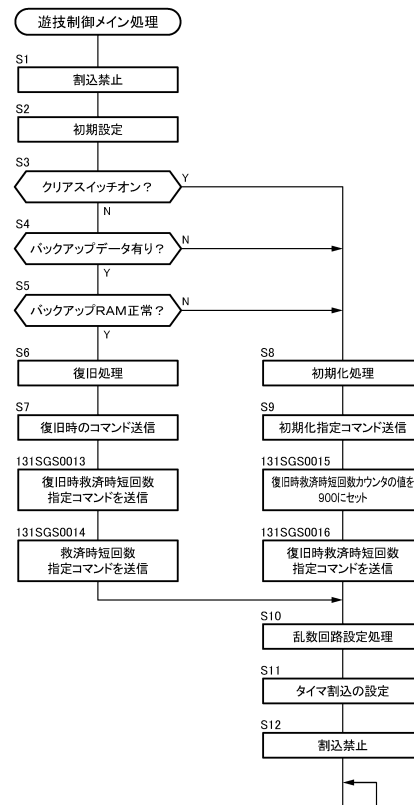 遊技制御メイン処理
S1
割込禁止
S2
初期設定
S3
クリアスイッチオン？
Y
N
S4
バックアップデータ有り？
N
Y
S5
バックアップRAM正常？
N
Y
S6
復旧処理
S7
復旧時のコマンド送信
131SGS0013
復旧時救済時短回数
指定コマンドを送信
131SGS0014
救済時短回数
指定コマンドを送信
S8
初期化処理
S9
初期化指定コマンド送信
131SGS0015
復旧時救済時短回数カウンタの値を
900にセット
131SGS0016
復旧時救済時短回数
指定コマンドを送信
S10
乱数回路設定処理
S11
タイマ割込の設定
S12
割込禁止